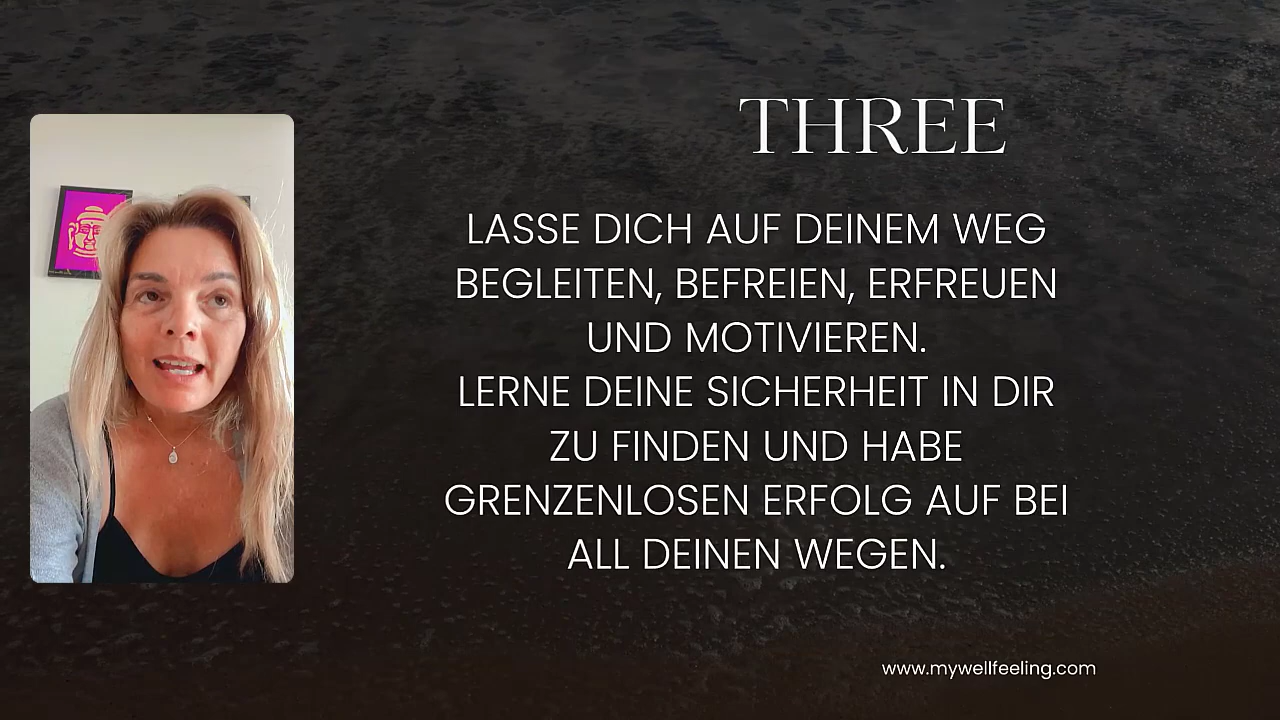 THREE
LASSE DICH AUF DEINEM WEG
BEGLEITEN, BEFREIEN, ERFREUEN
UND MOTIVIEREN.
LERNE DEINE SICHERHEIT IN DIR
ZU FINDEN UND HABE
GRENZENLOSEN ERFOLG AUF BEI
ALL DEINEN WEGEN.
www.mywellfeeling.com